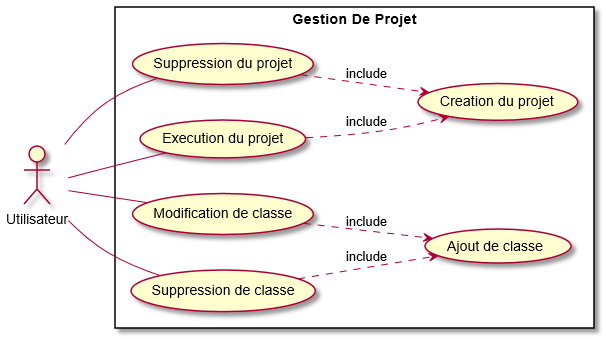 Gestion De Projet
Suppression du projet
include
Creation du projet
include
Execution du projet
Utilisateur
Modification de classe
include
Ajout de classe
include
Suppression de classe